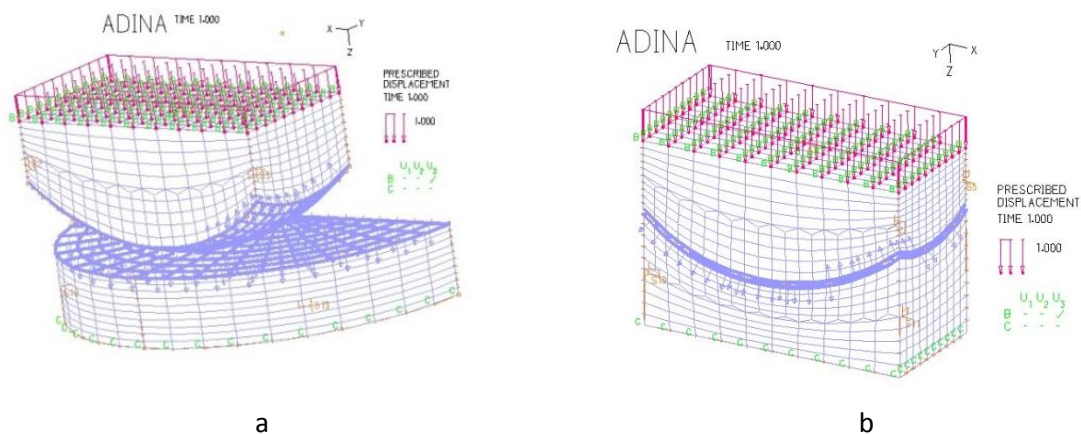 ADINA TIME 1.000
X Y
Z
PRESCRIBED
DISPLACEMENT
TIME 1.000
1.000
U1 U2 U3
B - - ✓
C - - -
a
ADINA TIME 1.000
Y X
Z
PRESCRIBED
DISPLACEMENT
TIME 1.000
1.000
U1 U2 U3
B - - ✓
C - - -
b